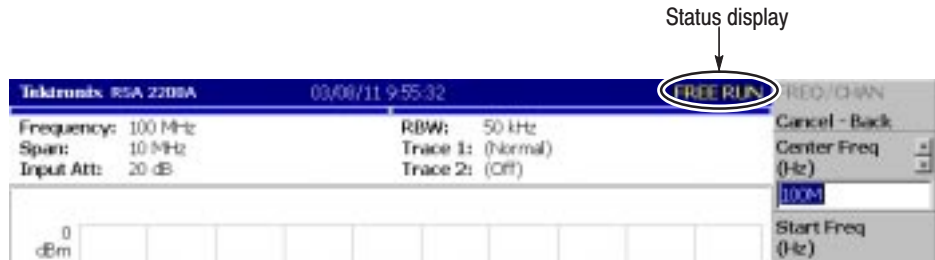 Status display
Tektronix RSA 2208A 03/08/11 9:55:32 FREE RUN FREQ/CHAN
Cancel - Back
Frequency: 100 MHz RBW: 50 kHz
Span: 10 MHz Trace 1: (Normal)
Input Att: 20 dB Trace 2: (Off)
Center Freq
(Hz)
100M
0
dBm
Start Freq
(Hz)